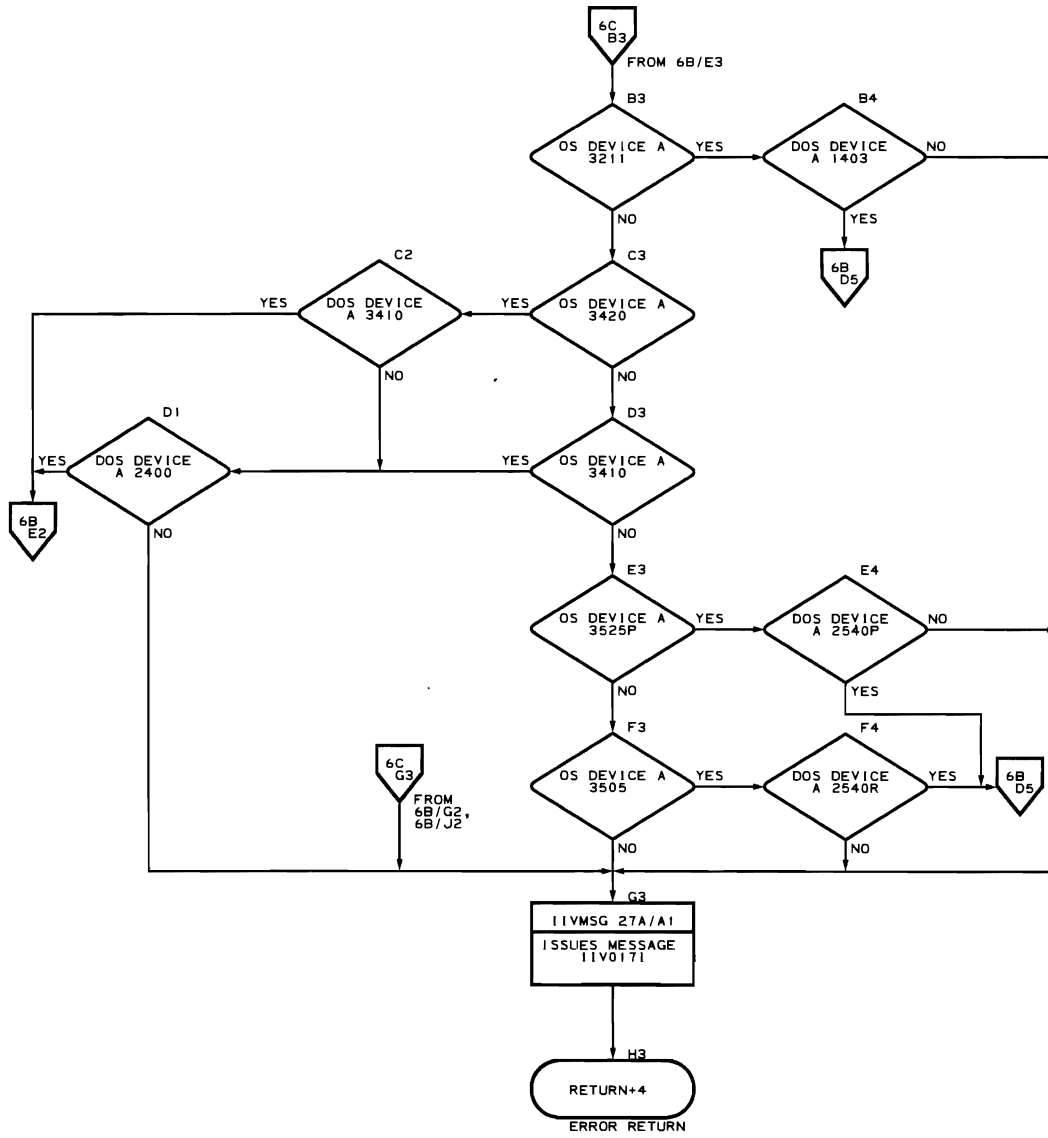 6C
B3
FROM 6B/E3
B3
OS DEVICE A
3211
YES
NO
B4
DOS DEVICE
A 1403
NO
YES
6B
D5
C2
DOS DEVICE
A 3410
YES
NO
C3
OS DEVICE A
3420
YES
NO
D1
DOS DEVICE
A 2400
YES
NO
6B
E2
D3
OS DEVICE A
3410
YES
NO
E3
OS DEVICE A
3525P
YES
NO
E4
DOS DEVICE
A 2540P
NO
YES
6C
G3
FROM
6B/G2,
6B/J2
F3
OS DEVICE A
3505
YES
NO
F4
DOS DEVICE
A 2540R
YES
NO
6B
D5
G3
IIVMSG 27A/A1
ISSUES MESSAGE
IIV017I
H3
RETURN+4
ERROR RETURN